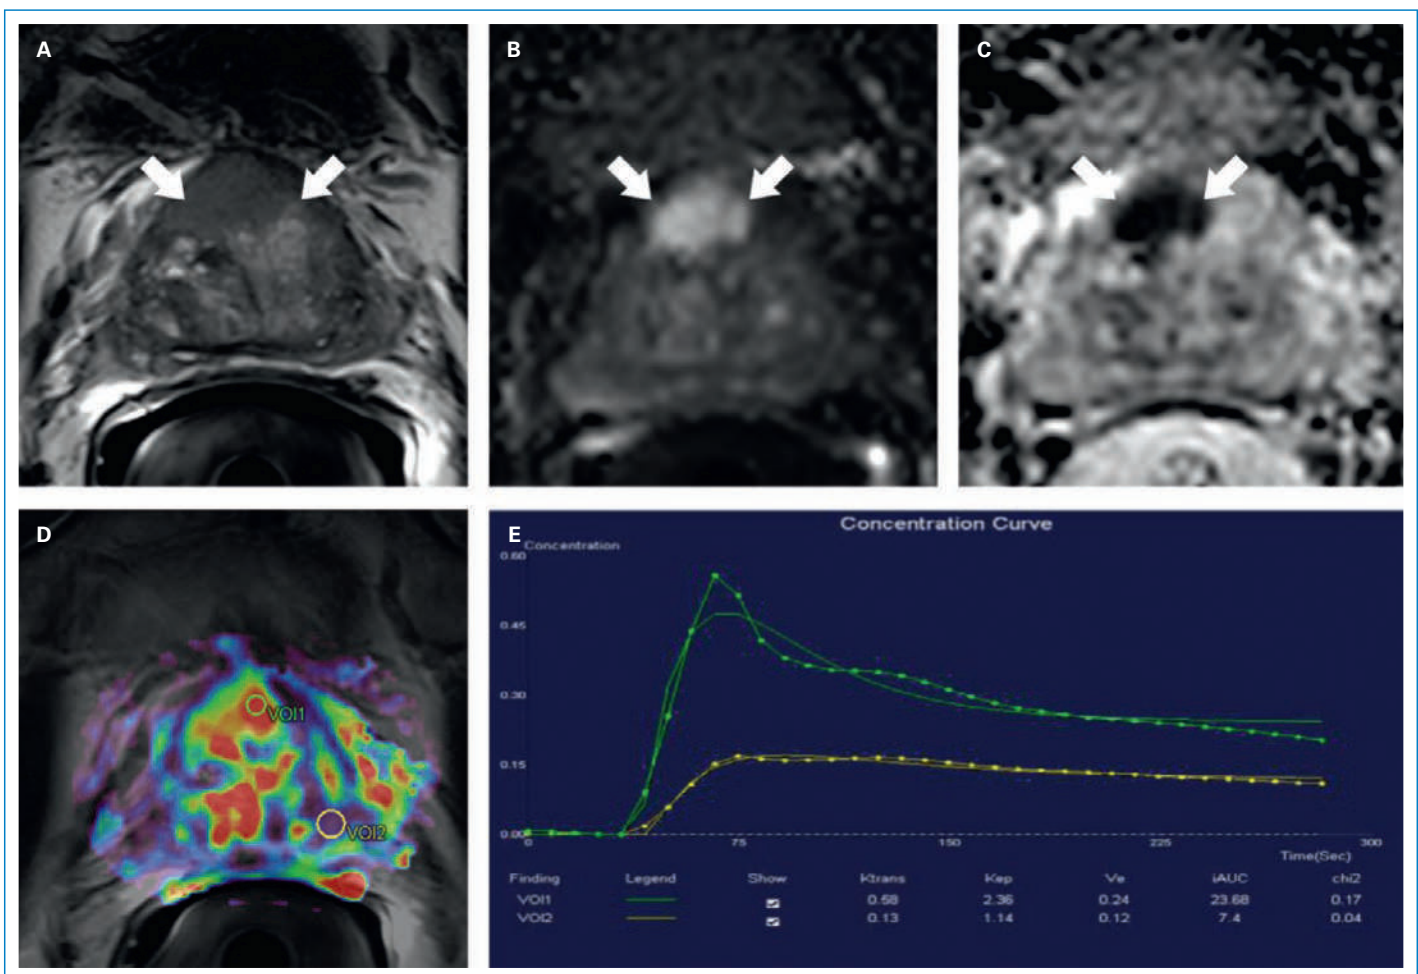 A
B
C
D
VOI1
VOI2
E
Concentration Curve
Concentration
0.60
0.45
0.30
0.15
0.00
0 75 150 225 300
Time(Sec)
Finding Legend Show Ktrans Kep Ve iAUC chi2
VOI1 0.58 2.36 0.24 23.68 0.17
VOI2 0.13 1.14 0.12 7.4 0.04